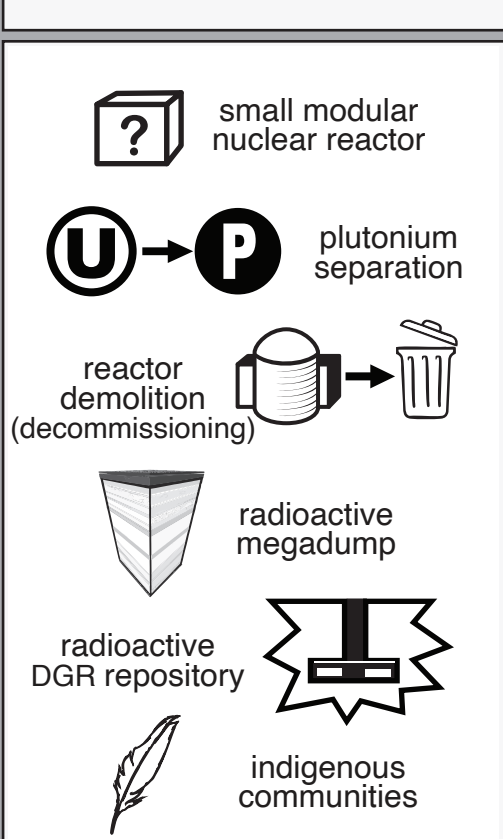 ?
small modular
nuclear reactor
U
P
plutonium
separation
reactor
demolition
(decommissioning)
radioactive
megadump
radioactive
DGR repository
indigenous
communities